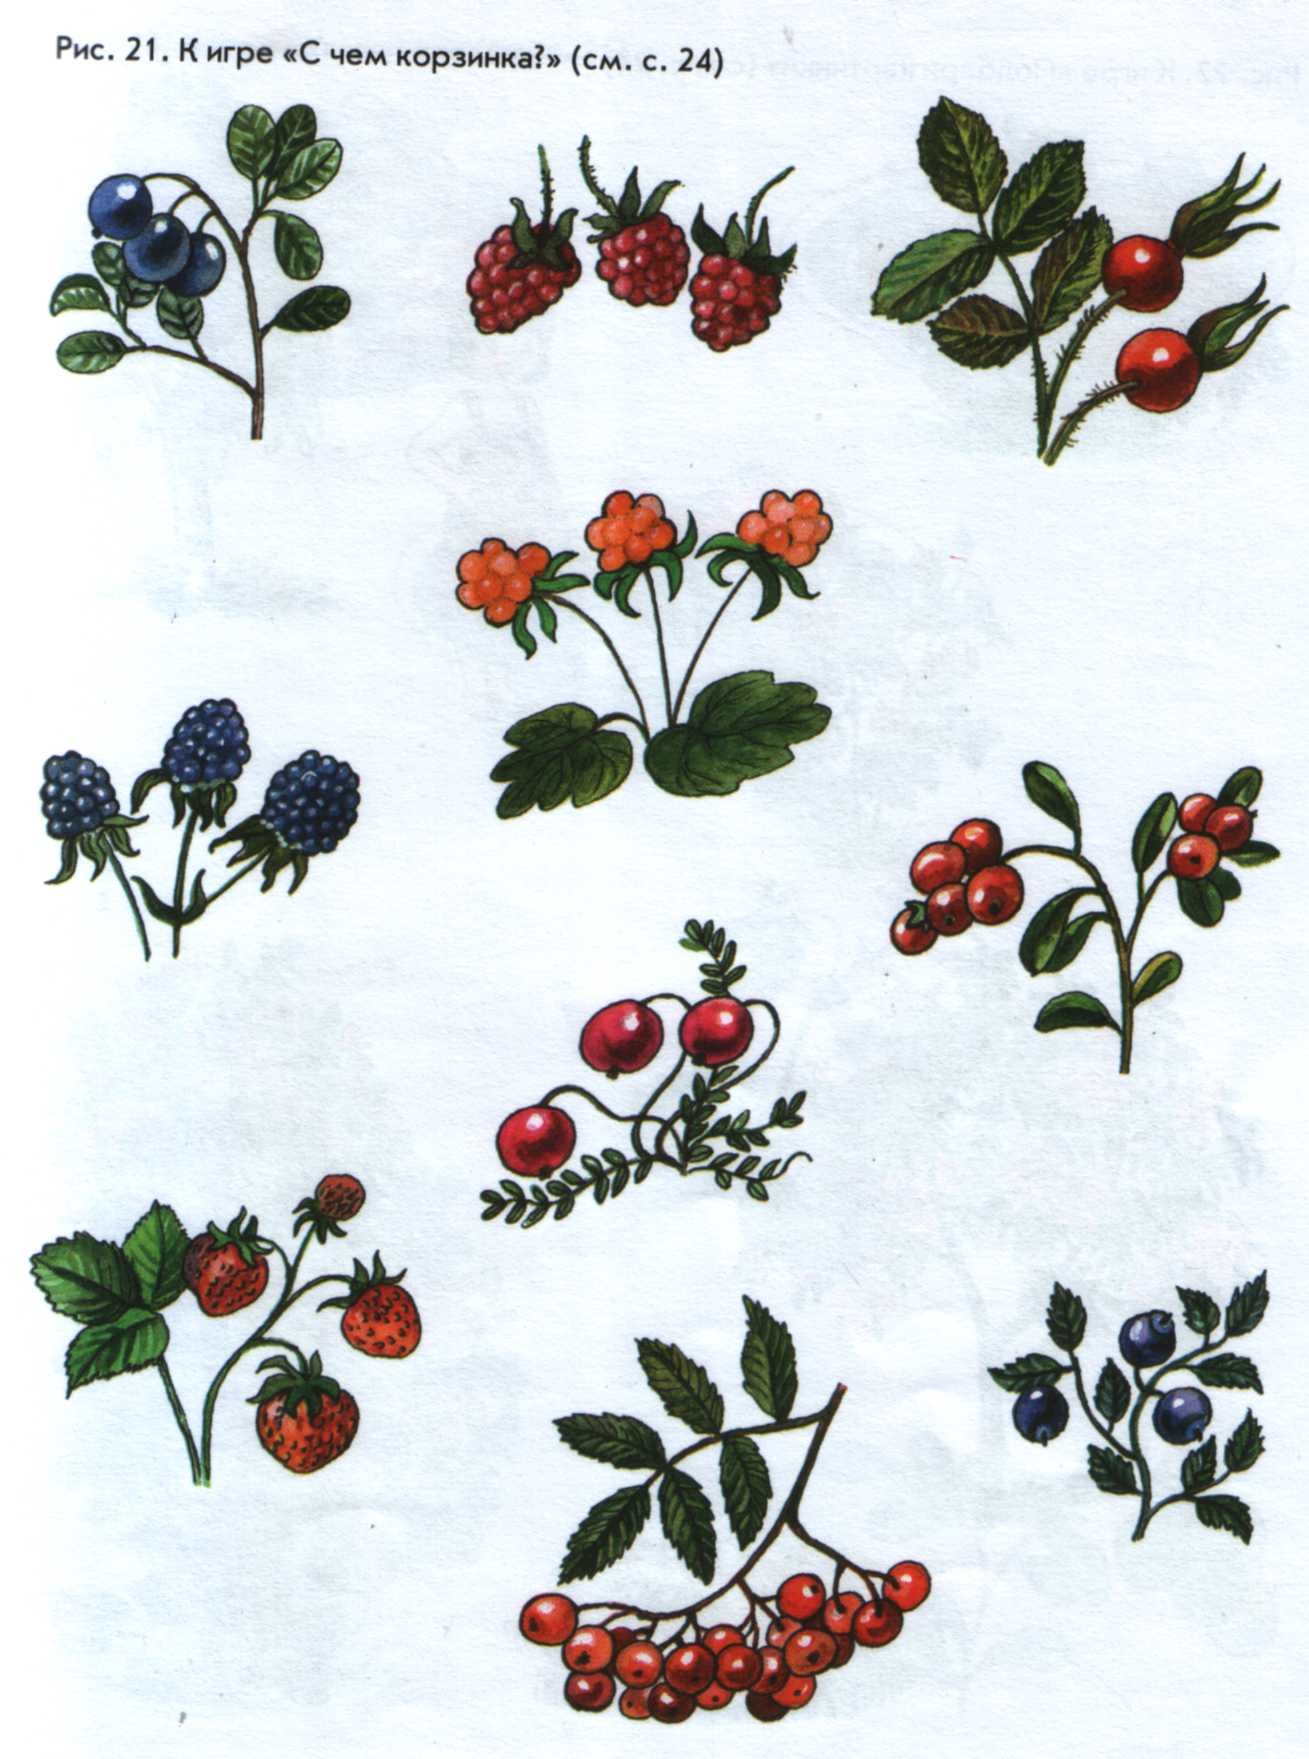 Рис. 21. К игре «С чем корзинка?» (см. с. 24)